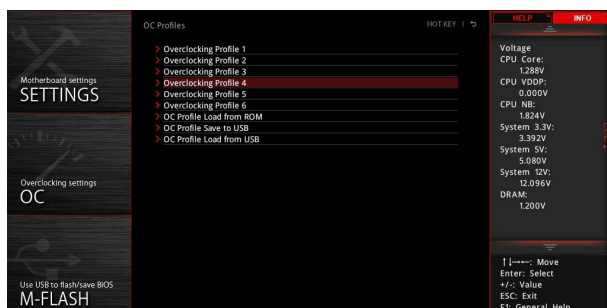 Motherboard settings
SETTINGS
Overclocking settings
OC
Use USB to flash/save BIOS
M-FLASH
OC Profiles
HOT KEY |
Overclocking Profile 1
Overclocking Profile 2
Overclocking Profile 3
Overclocking Profile 4
Overclocking Profile 5
Overclocking Profile 6
OC Profile Load from ROM
OC Profile Save to USB
OC Profile Load from USB
HELP
INFO
Voltage
CPU Core:
1.288V
CPU VDDP:
0.000V
CPU NB:
1.824V
System 3.3V:
3.392V
System 5V:
5.080V
System 12V:
12.096V
DRAM:
1.200V
↑↓→←: Move
Enter: Select
+/-: Value
ESC: Exit
F1: General Help